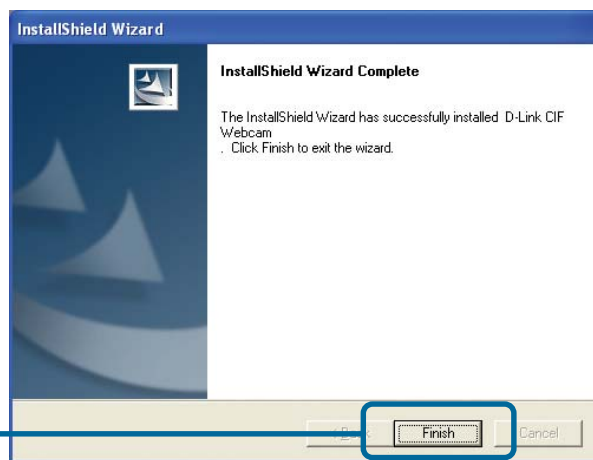 InstallShield Wizard
InstallShield Wizard Complete
The InstallShield Wizard has successfully installed D-Link CIF
Webcam
. Click Finish to exit the wizard.
Finish
Cancel